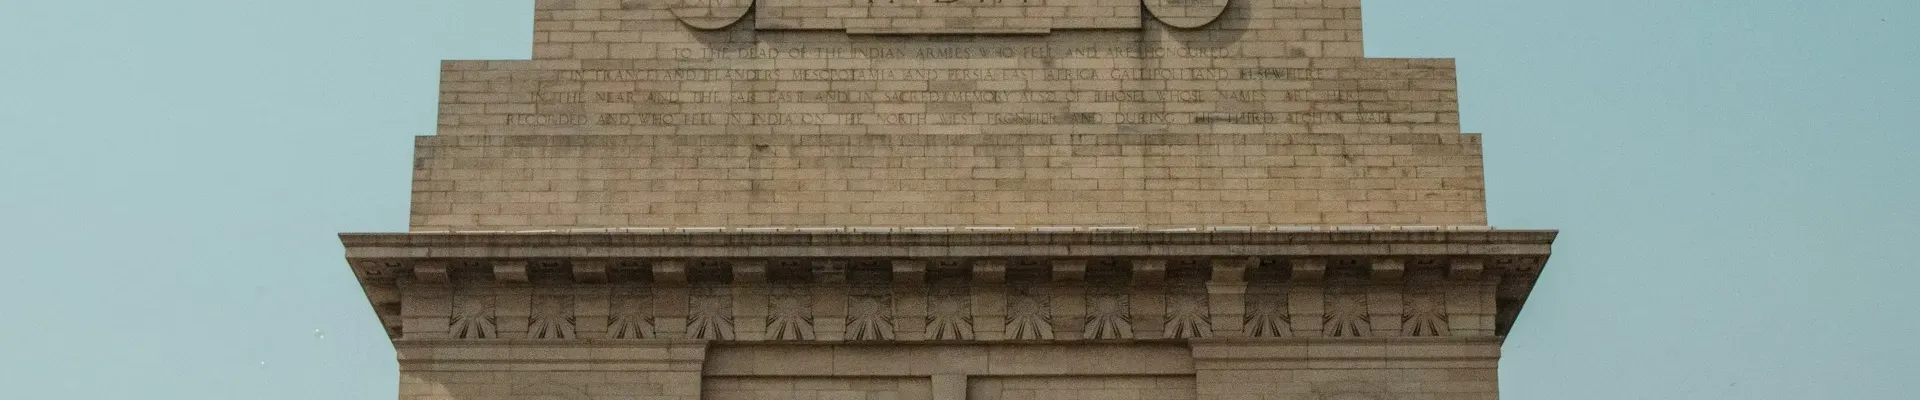 INDIA
TO THE DEAD OF THE INDIAN ARMIES WHO FELL AND ARE HONOURED
IN FRANCE AND FLANDERS MESOPOTAMIA AND PERSIA EAST AFRICA GALLIPOLI AND ELSEWHERE
IN THE NEAR AND THE FAR EAST AND IN SACRED MEMORY ALSO OF THOSE WHOSE NAMES ARE HERE
RECORDED AND WHO FELL IN INDIA ON THE NORTH WEST FRONTIER AND DURING THE THIRD AFGHAN WAR